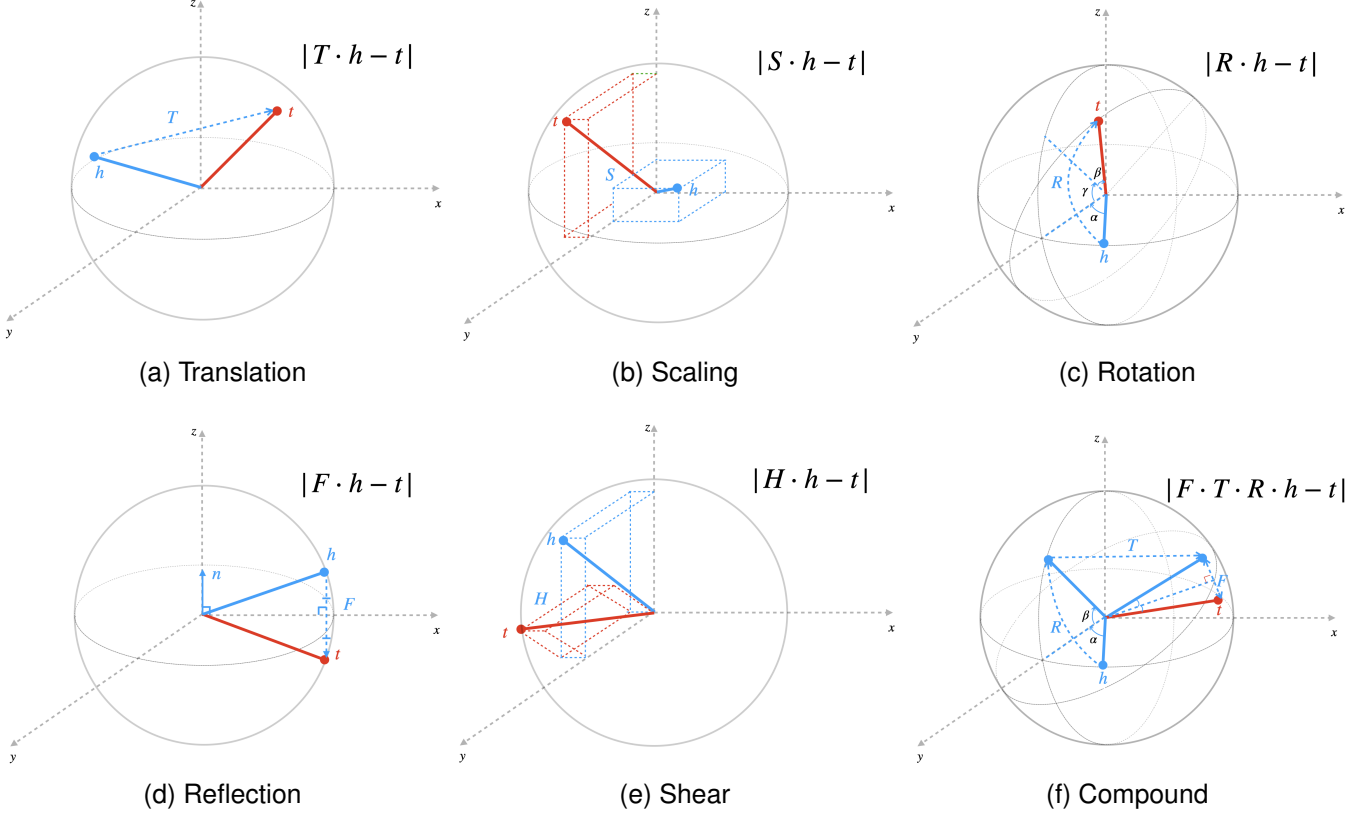 z
|T · h − t|
T
t
h
x
y
(a) Translation
z
|S · h − t|
t
S
h
x
y
(b) Scaling
z
|R · h − t|
t
β
R
γ
α
h
x
y
(c) Rotation
z
|F · h − t|
h
n
F
x
t
y
(d) Reflection
z
|H · h − t|
h
H
t
x
y
(e) Shear
z
|F · T · R · h − t|
T
F
t
β
R
α
h
x
y
(f) Compound